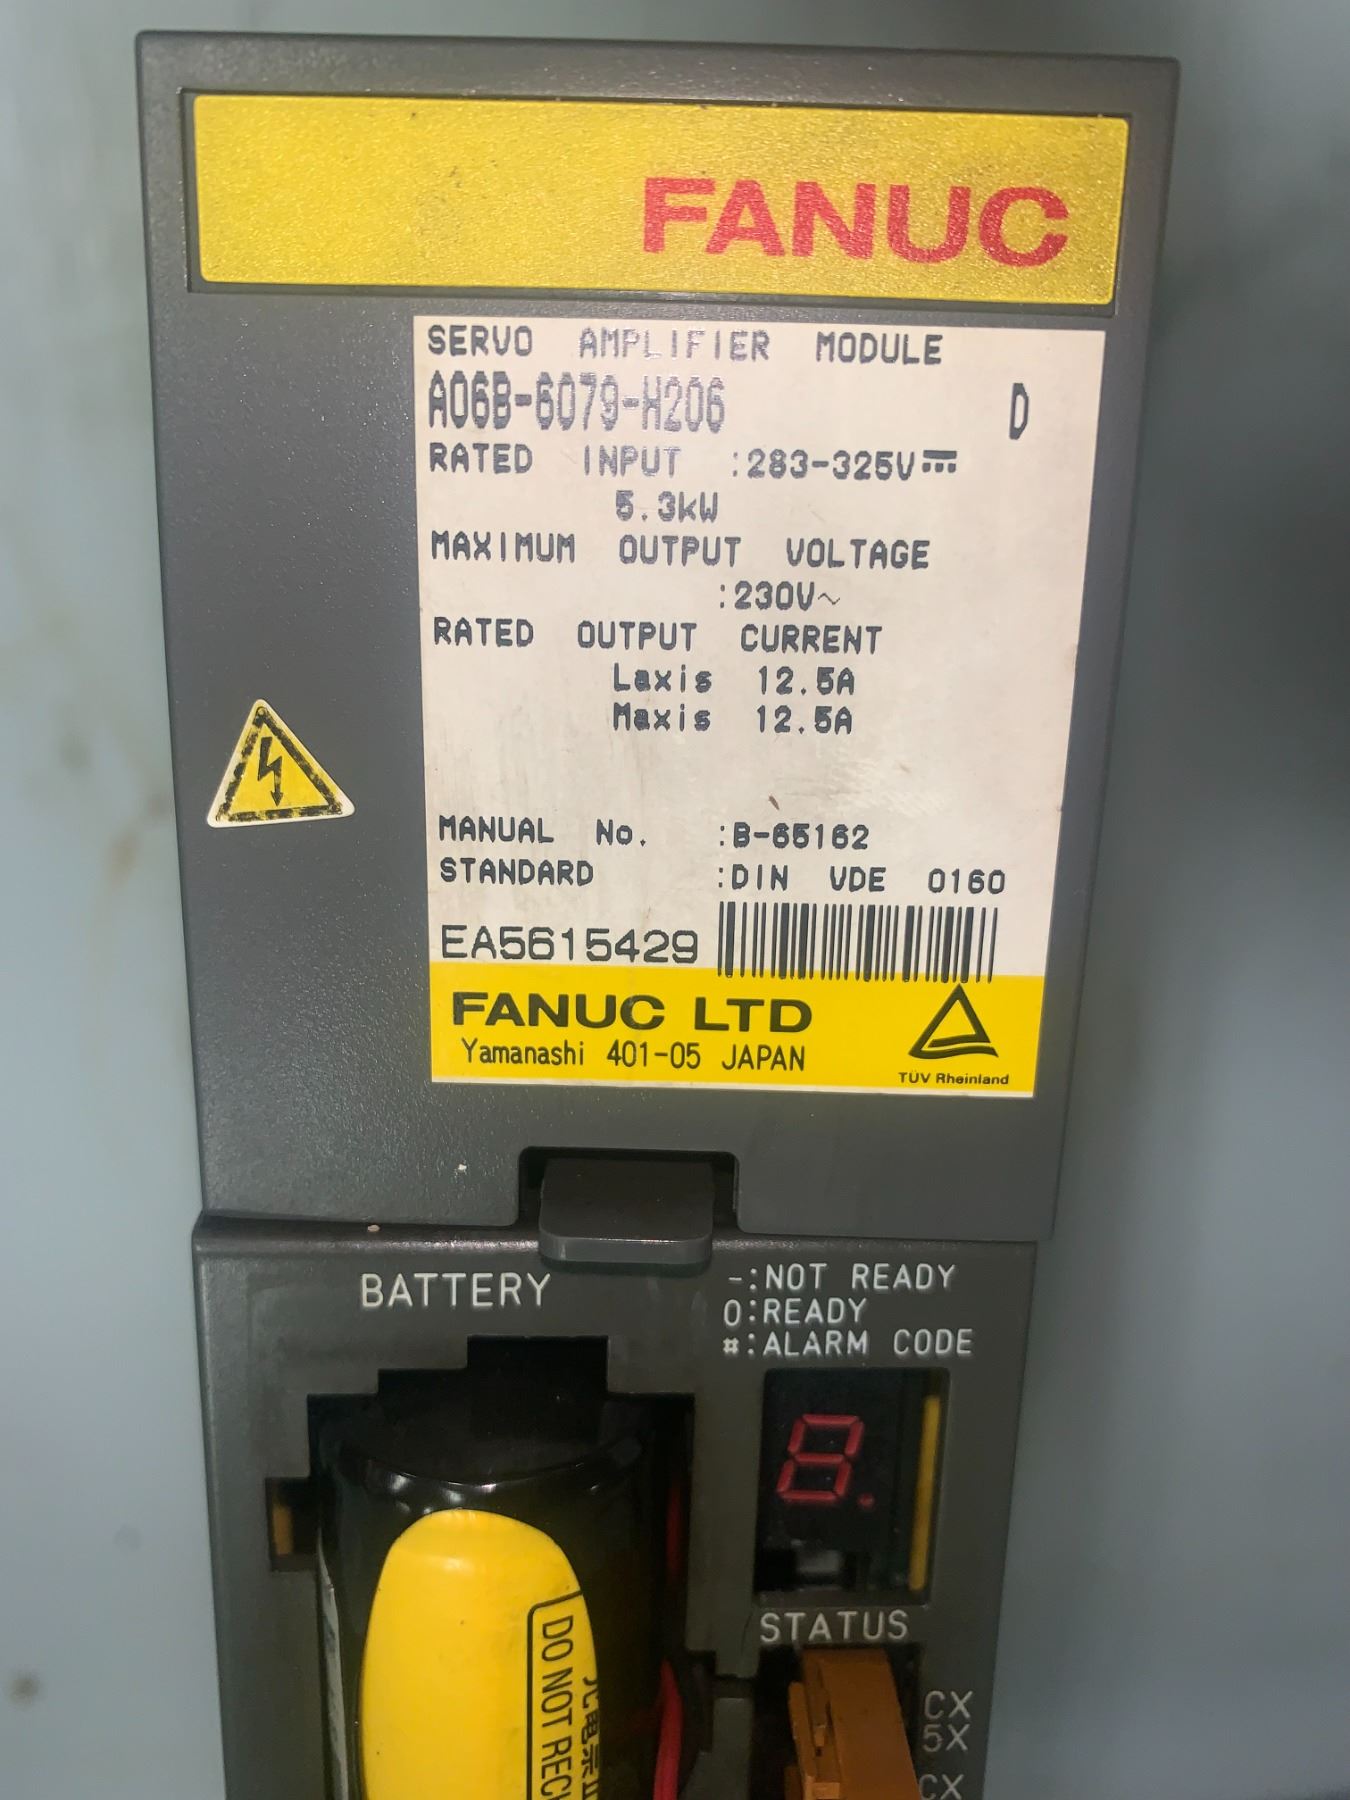 FANUC
SERVO AMPLIFIER MODULE
A06B-6079-H206 D
RATED INPUT :283-325V⎓
5.3kW
MAXIMUM OUTPUT VOLTAGE
:230V~
RATED OUTPUT CURRENT
Laxis 12.5A
Maxis 12.5A
MANUAL No. :B-65162
STANDARD :DIN VDE 0160
EA5615429
FANUC LTD
Yamanashi 401-05 JAPAN
TÜV Rheinland
BATTERY
-:NOT READY
0:READY
#:ALARM CODE
8.
STATUS
DO NOT RECH
CX
5X
CX